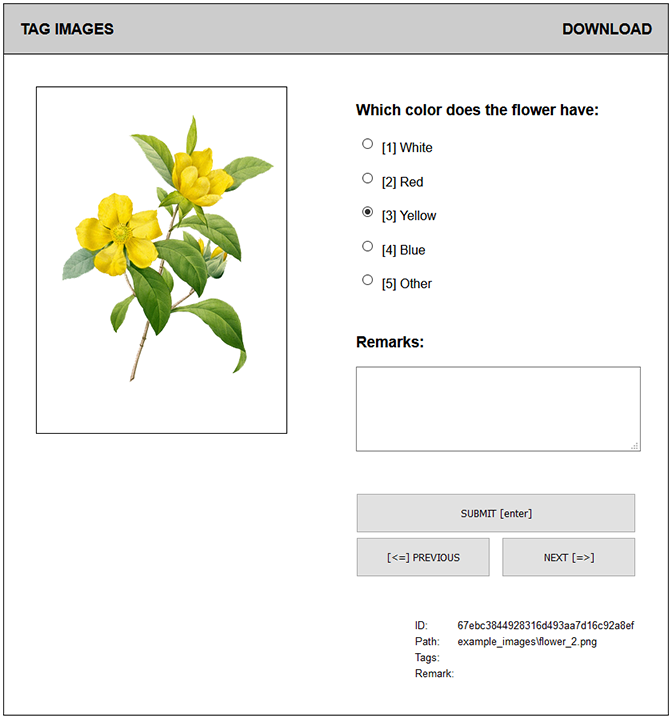 TAG IMAGES
DOWNLOAD
Which color does the flower have:
[1] White
[2] Red
[3] Yellow
[4] Blue
[5] Other
Remarks:
SUBMIT [enter]
[<=] PREVIOUS
NEXT [=>]
ID: 67ebc3844928316d493aa7d16c92a8ef
Path: example_images\flower_2.png
Tags:
Remark: